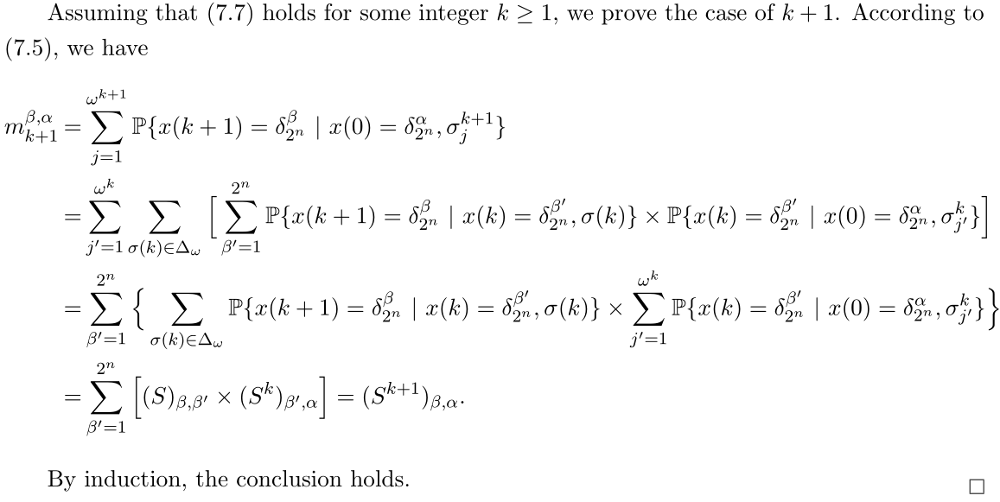 Assuming that (7.7) holds for some integer k ≥ 1, we prove the case of k + 1. According to
(7.5), we have
$m_{k+1}^{\beta,\alpha} = \sum_{j=1}^{\omega^{k+1}} \mathbb{P}\{x(k+1) = \delta_{2^n}^{\beta} \mid x(0) = \delta_{2^n}^{\alpha}, \sigma_j^{k+1}\}$
$= \sum_{j'=1}^{\omega^k} \sum_{\sigma(k)\in\Delta_\omega} \Big[ \sum_{\beta'=1}^{2^n} \mathbb{P}\{x(k+1) = \delta_{2^n}^{\beta} \mid x(k) = \delta_{2^n}^{\beta'}, \sigma(k)\} \times \mathbb{P}\{x(k) = \delta_{2^n}^{\beta'} \mid x(0) = \delta_{2^n}^{\alpha}, \sigma_{j'}^{k}\} \Big]$
$= \sum_{\beta'=1}^{2^n} \Big\{ \sum_{\sigma(k)\in\Delta_\omega} \mathbb{P}\{x(k+1) = \delta_{2^n}^{\beta} \mid x(k) = \delta_{2^n}^{\beta'}, \sigma(k)\} \times \sum_{j'=1}^{\omega^k} \mathbb{P}\{x(k) = \delta_{2^n}^{\beta'} \mid x(0) = \delta_{2^n}^{\alpha}, \sigma_{j'}^{k}\} \Big\}$
$= \sum_{\beta'=1}^{2^n} \Big[ (S)_{\beta,\beta'} \times (S^k)_{\beta',\alpha} \Big] = (S^{k+1})_{\beta,\alpha}.$
By induction, the conclusion holds. □